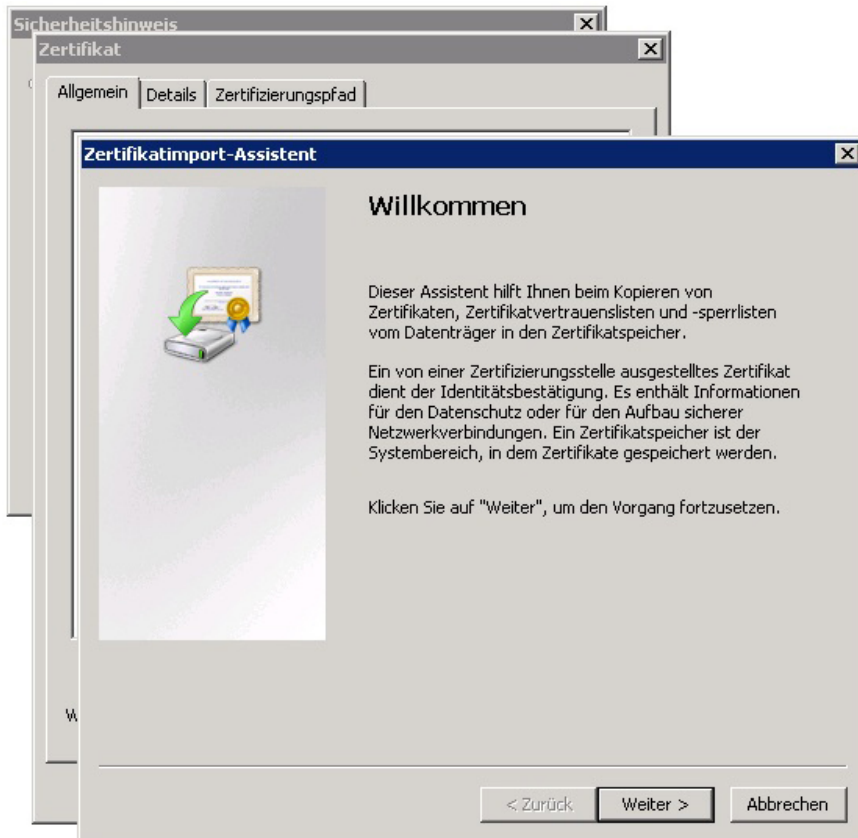 Sicherheitshinweis
Zertifikat
Allgemein
Details
Zertifizierungspfad
Zertifikatimport-Assistent
Willkommen
Dieser Assistent hilft Ihnen beim Kopieren von
Zertifikaten, Zertifikatvertrauenslisten und -sperrlisten
vom Datenträger in den Zertifikatspeicher.
Ein von einer Zertifizierungsstelle ausgestelltes Zertifikat
dient der Identitätsbestätigung. Es enthält Informationen
für den Datenschutz oder für den Aufbau sicherer
Netzwerkverbindungen. Ein Zertifikatspeicher ist der
Systembereich, in dem Zertifikate gespeichert werden.
Klicken Sie auf "Weiter", um den Vorgang fortzusetzen.
< Zurück
Weiter >
Abbrechen